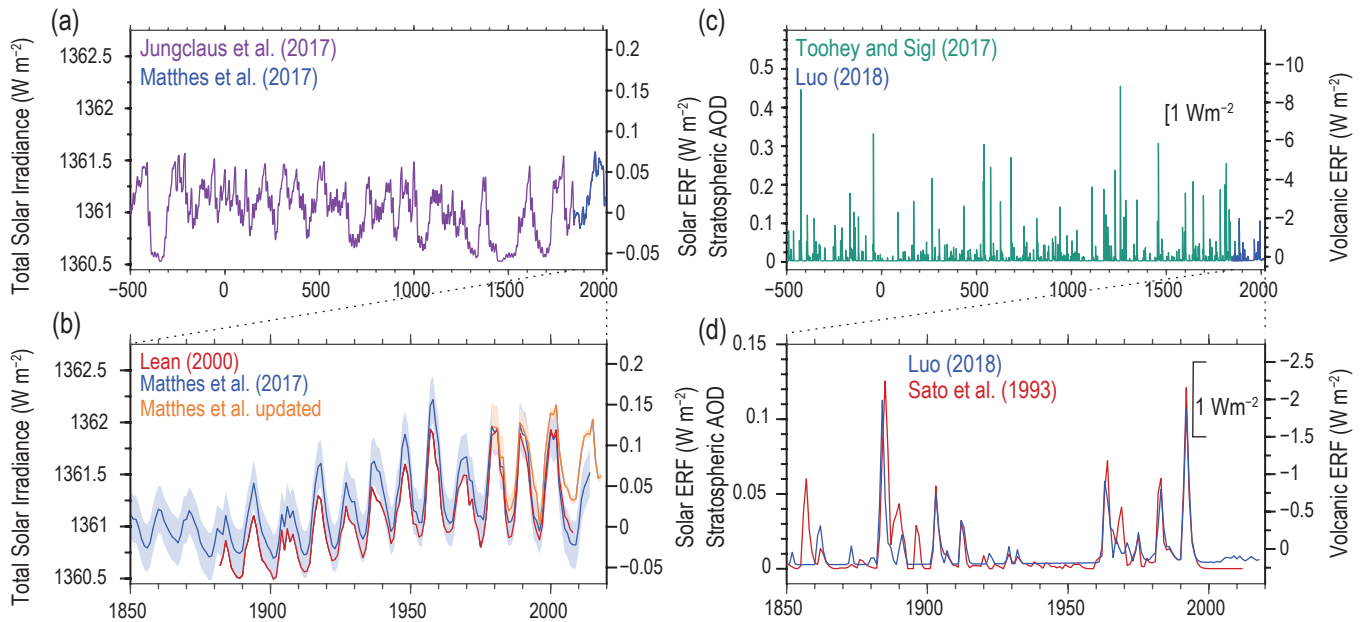 (a)
Jungclaus et al. (2017)
Matthes et al. (2017)
Total Solar Irradiance (W m⁻²)
1362.5
1362
1361.5
1361
1360.5
0.2
0.15
0.1
0.05
0
−0.05
Solar ERF (W m⁻²)
−500 0 500 1000 1500 2000
(b)
Lean (2000)
Matthes et al. (2017)
Matthes et al. updated
Total Solar Irradiance (W m⁻²)
1362.5
1362
1361.5
1361
1360.5
0.2
0.15
0.1
0.05
0
−0.05
Solar ERF (W m⁻²)
1850 1900 1950 2000
(c)
Toohey and Sigl (2017)
Luo (2018)
[1 Wm⁻²
Stratospheric AOD
0.5
0.4
0.3
0.2
0.1
0
−10
−8
−6
−4
−2
0
Volcanic ERF (W m⁻²)
−500 0 500 1000 1500 2000
(d)
Luo (2018)
Sato et al. (1993)
1 Wm⁻²
Stratospheric AOD
0.15
0.1
0.05
0
−2.5
−2
−1.5
−1
−0.5
0
Volcanic ERF (W m⁻²)
1850 1900 1950 2000